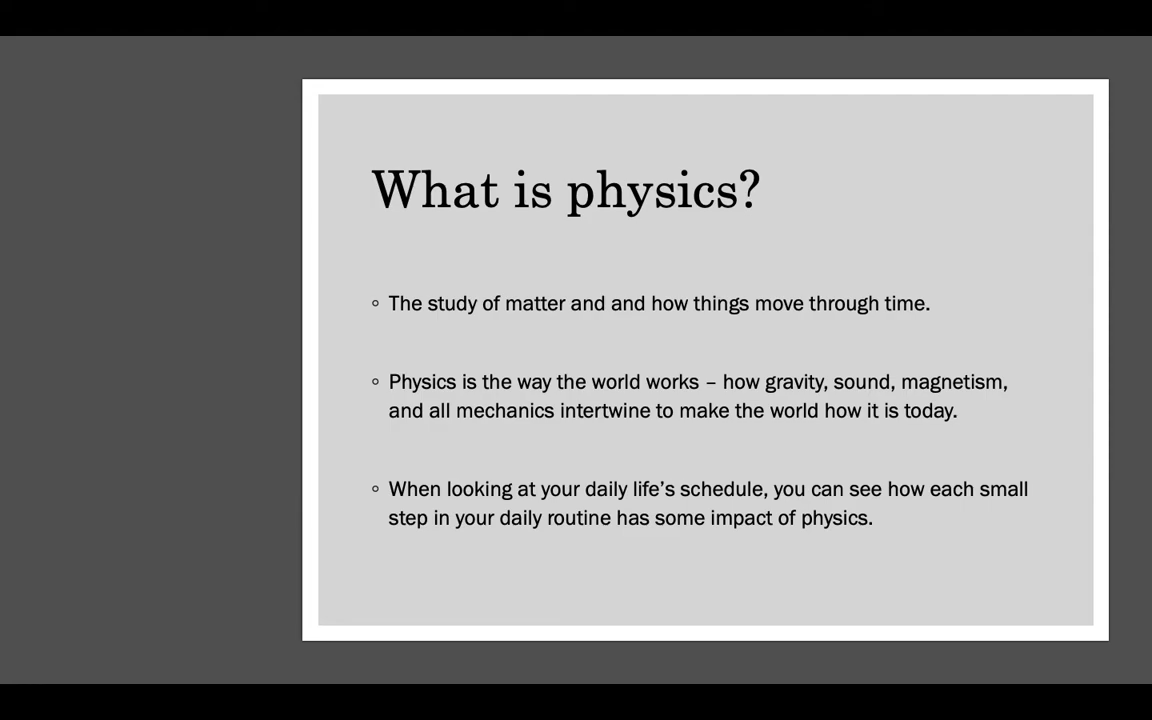 What is physics?
◦ The study of matter and and how things move through time.
◦ Physics is the way the world works – how gravity, sound, magnetism,
and all mechanics intertwine to make the world how it is today.
◦ When looking at your daily life’s schedule, you can see how each small
step in your daily routine has some impact of physics.